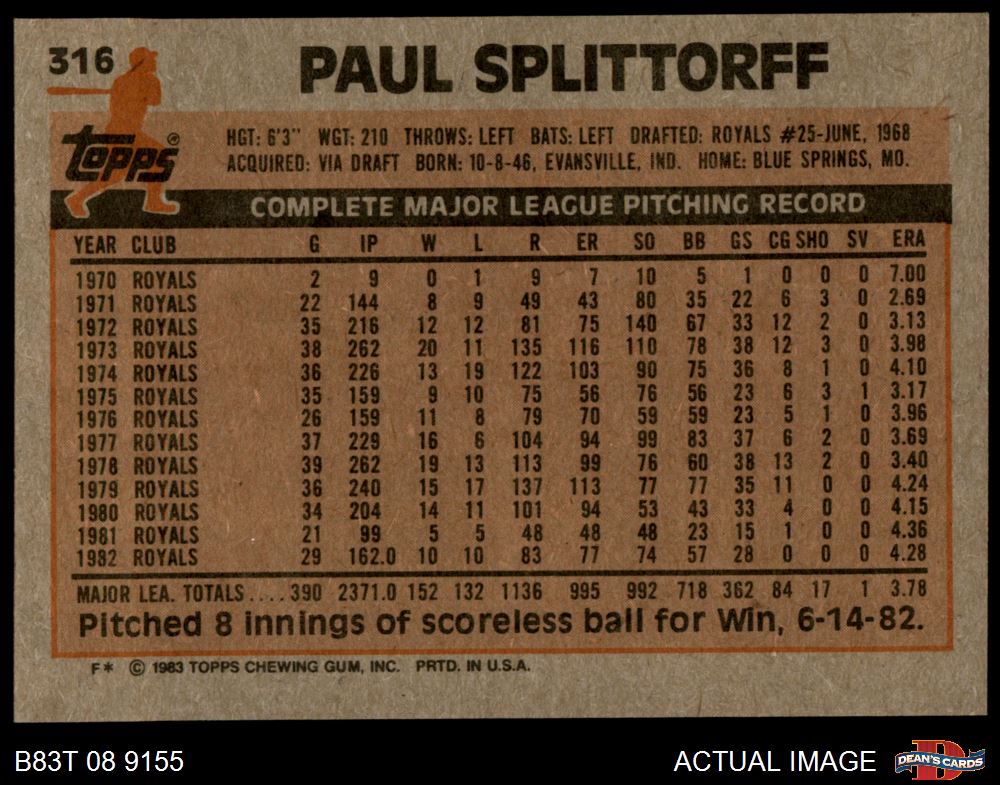 316 PAUL SPLITTORFF
topps®
HGT: 6'3" WGT: 210 THROWS: LEFT BATS: LEFT DRAFTED: ROYALS #25-JUNE, 1968
ACQUIRED: VIA DRAFT BORN: 10-8-46, EVANSVILLE, IND. HOME: BLUE SPRINGS, MO.
COMPLETE MAJOR LEAGUE PITCHING RECORD
YEAR CLUB G IP W L R ER SO BB GS CG SHO SV ERA
1970 ROYALS 2 9 0 1 9 7 10 5 1 0 0 0 7.00
1971 ROYALS 22 144 8 9 49 43 80 35 22 6 3 0 2.69
1972 ROYALS 35 216 12 12 81 75 140 67 33 12 2 0 3.13
1973 ROYALS 38 262 20 11 135 116 110 78 38 12 3 0 3.98
1974 ROYALS 36 226 13 19 122 103 90 75 36 8 1 0 4.10
1975 ROYALS 35 159 9 10 75 56 76 56 23 6 3 1 3.17
1976 ROYALS 26 159 11 8 79 70 59 59 23 5 1 0 3.96
1977 ROYALS 37 229 16 6 104 94 99 83 37 6 2 0 3.69
1978 ROYALS 39 262 19 13 113 99 76 60 38 13 2 0 3.40
1979 ROYALS 36 240 15 17 137 113 77 77 35 11 0 0 4.24
1980 ROYALS 34 204 14 11 101 94 53 43 33 4 0 0 4.15
1981 ROYALS 21 99 5 5 48 48 48 23 15 1 0 0 4.36
1982 ROYALS 29 162.0 10 10 83 77 74 57 28 0 0 0 4.28
MAJOR LEA. TOTALS....390 2371.0 152 132 1136 995 992 718 362 84 17 1 3.78
Pitched 8 innings of scoreless ball for Win, 6-14-82.
F* © 1983 TOPPS CHEWING GUM, INC. PRTD. IN U.S.A.
B83T 08 9155 ACTUAL IMAGE D DEAN'S CARDS